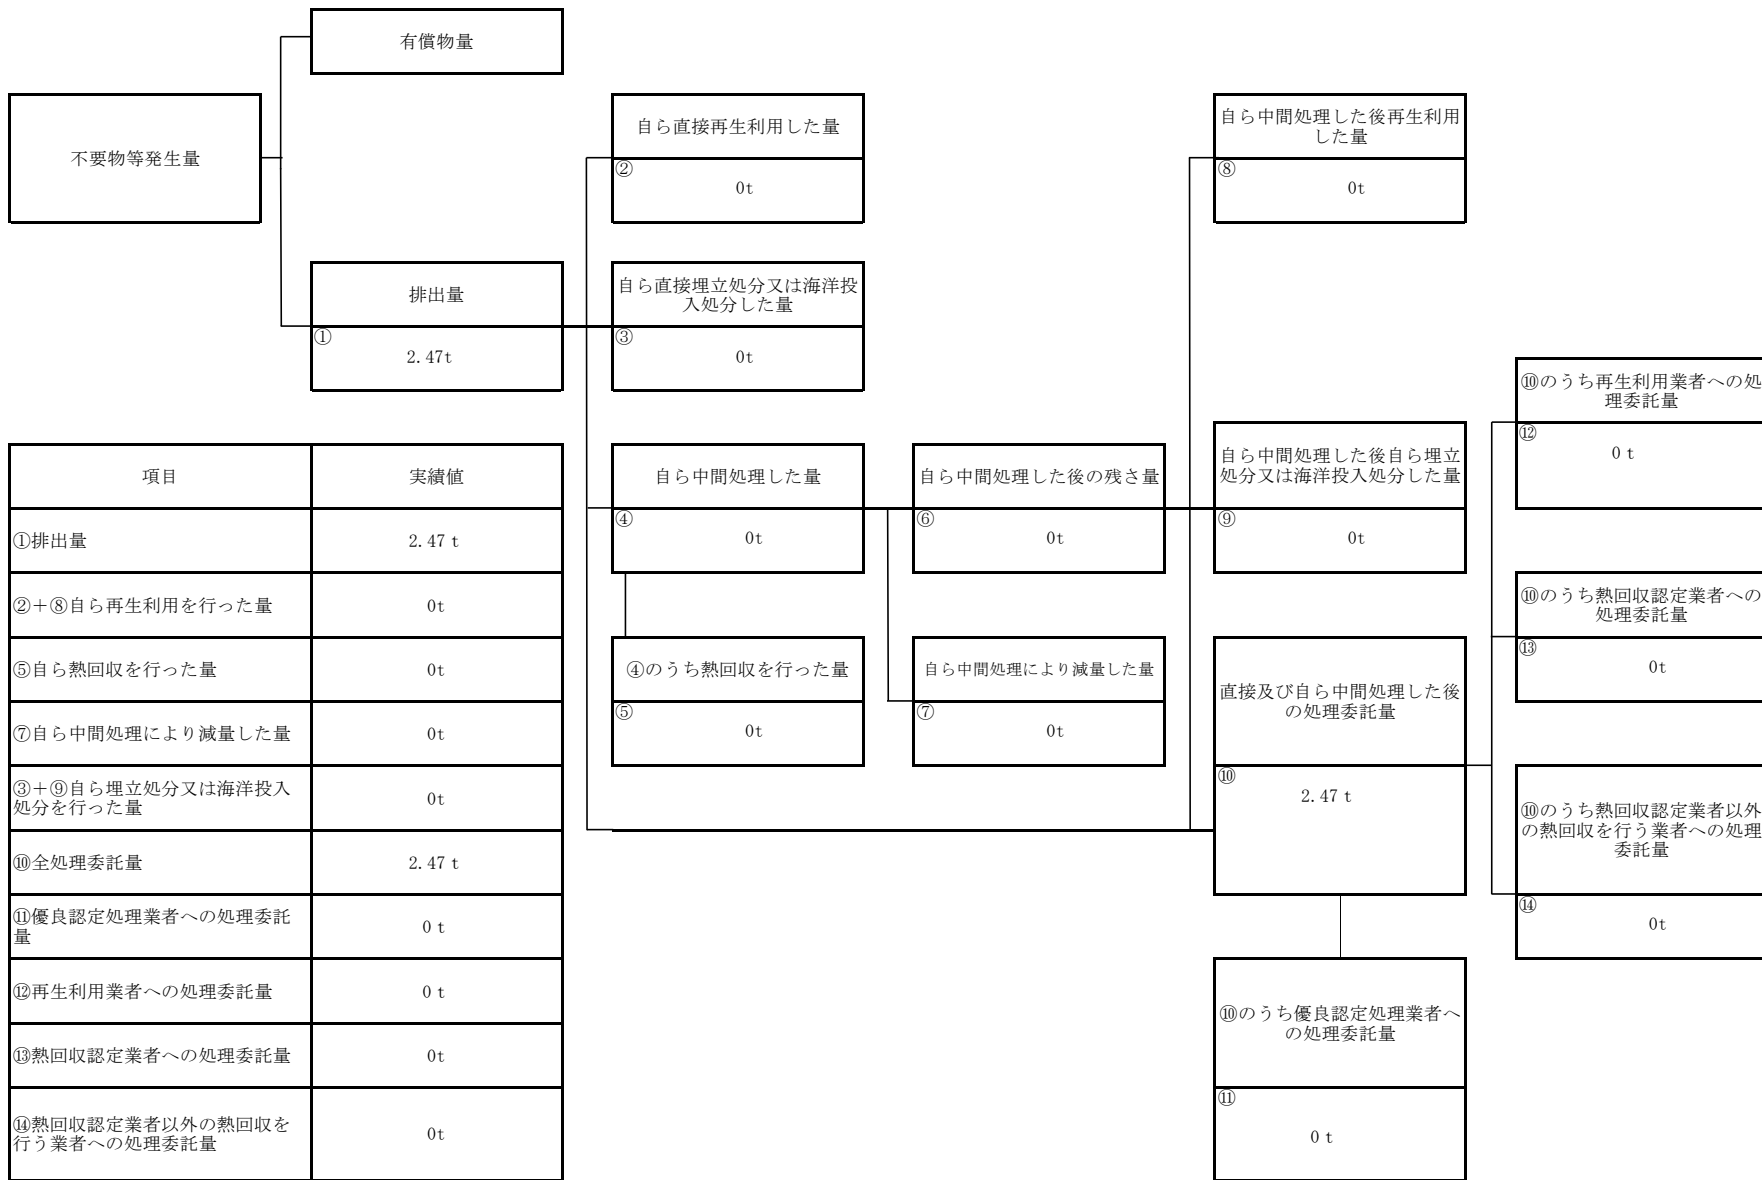 有償物量
不要物等発生量
自ら直接再生利用した量
②
0t
自ら中間処理した後再生利用
した量
⑧
0t
排出量
①
2.47t
自ら直接埋立処分又は海洋投
入処分した量
③
0t
⑩のうち再生利用業者への処
理委託量
⑫
0 t
自ら中間処理した量
④
0t
自ら中間処理した後の残さ量
⑥
0t
自ら中間処理した後自ら埋立
処分又は海洋投入処分した量
⑨
0t
⑩のうち熱回収認定業者への
処理委託量
⑬
0t
④のうち熱回収を行った量
⑤
0t
自ら中間処理により減量した量
⑦
0t
直接及び自ら中間処理した後
の処理委託量
⑩
2.47 t
⑩のうち熱回収認定業者以外
の熱回収を行う業者への処理
委託量
⑭
0t
⑩のうち優良認定処理業者へ
の処理委託量
⑪
0 t
項目 実績値
①排出量 2.47 t
②＋⑧自ら再生利用を行った量 0t
⑤自ら熱回収を行った量 0t
⑦自ら中間処理により減量した量 0t
③＋⑨自ら埋立処分又は海洋投入
処分を行った量 0t
⑩全処理委託量 2.47 t
⑪優良認定処理業者への処理委託
量 0 t
⑫再生利用業者への処理委託量 0 t
⑬熱回収認定業者への処理委託量 0t
⑭熱回収認定業者以外の熱回収を
行う業者への処理委託量 0t